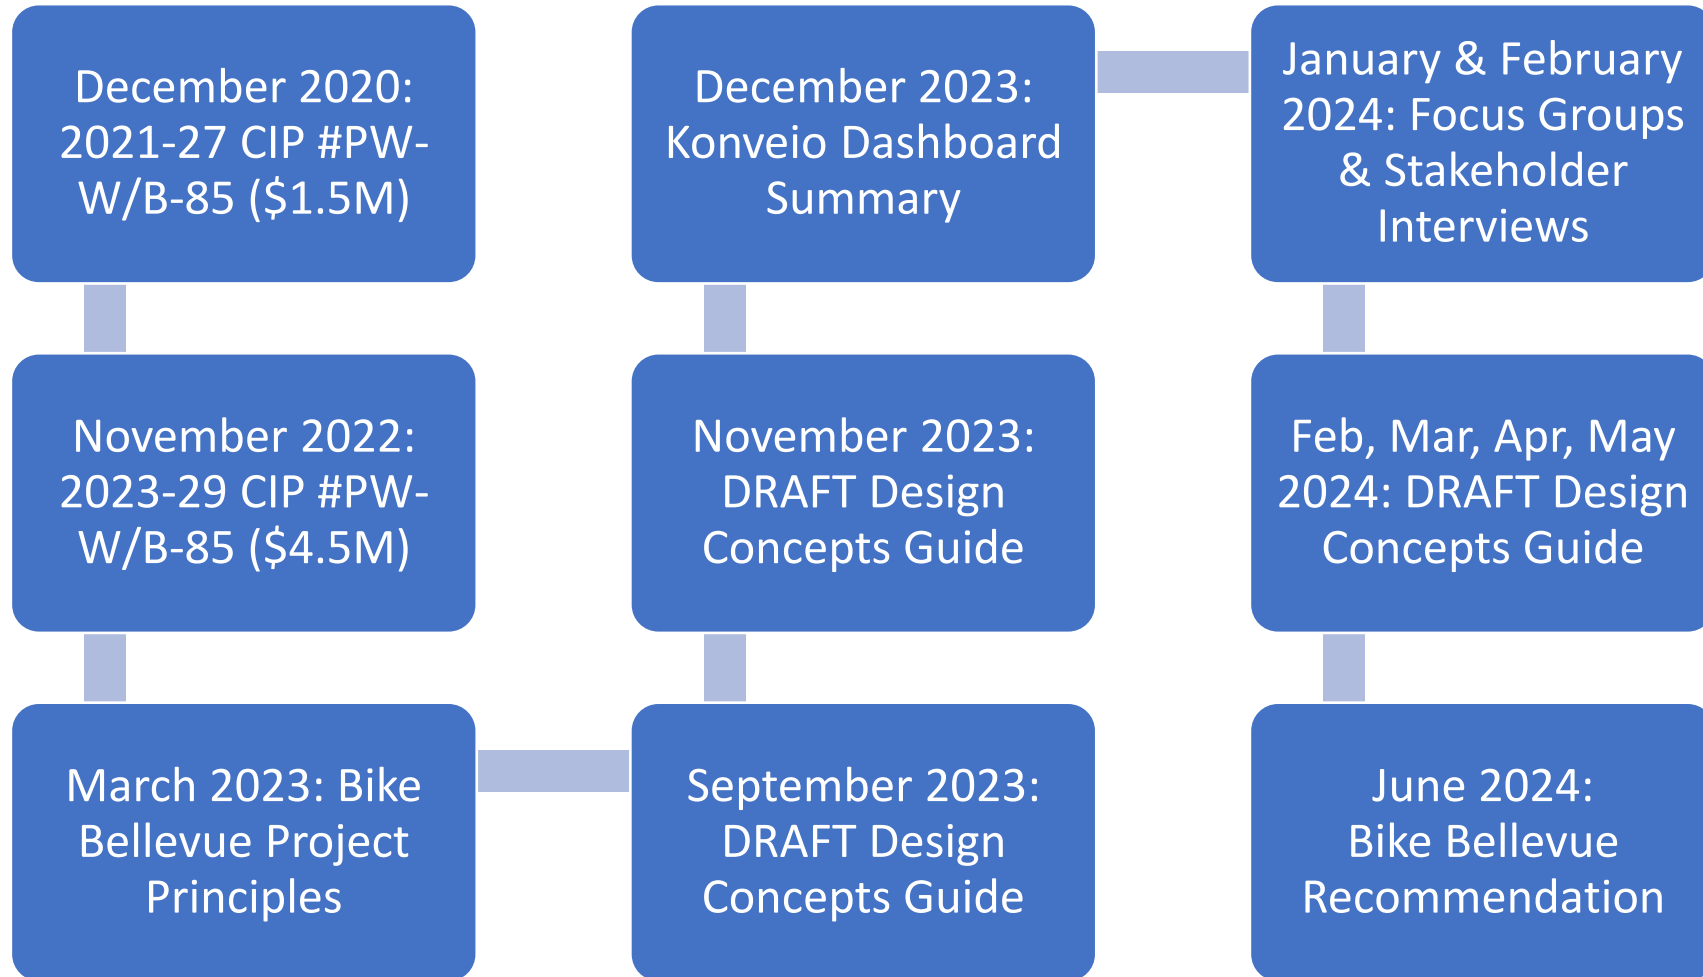 December 2020:
2021-27 CIP #PW-
W/B-85 ($1.5M)
November 2022:
2023-29 CIP #PW-
W/B-85 ($4.5M)
March 2023: Bike
Bellevue Project
Principles
September 2023:
DRAFT Design
Concepts Guide
November 2023:
DRAFT Design
Concepts Guide
December 2023:
Konveio Dashboard
Summary
January & February
2024: Focus Groups
& Stakeholder
Interviews
Feb, Mar, Apr, May
2024: DRAFT Design
Concepts Guide
June 2024:
Bike Bellevue
Recommendation